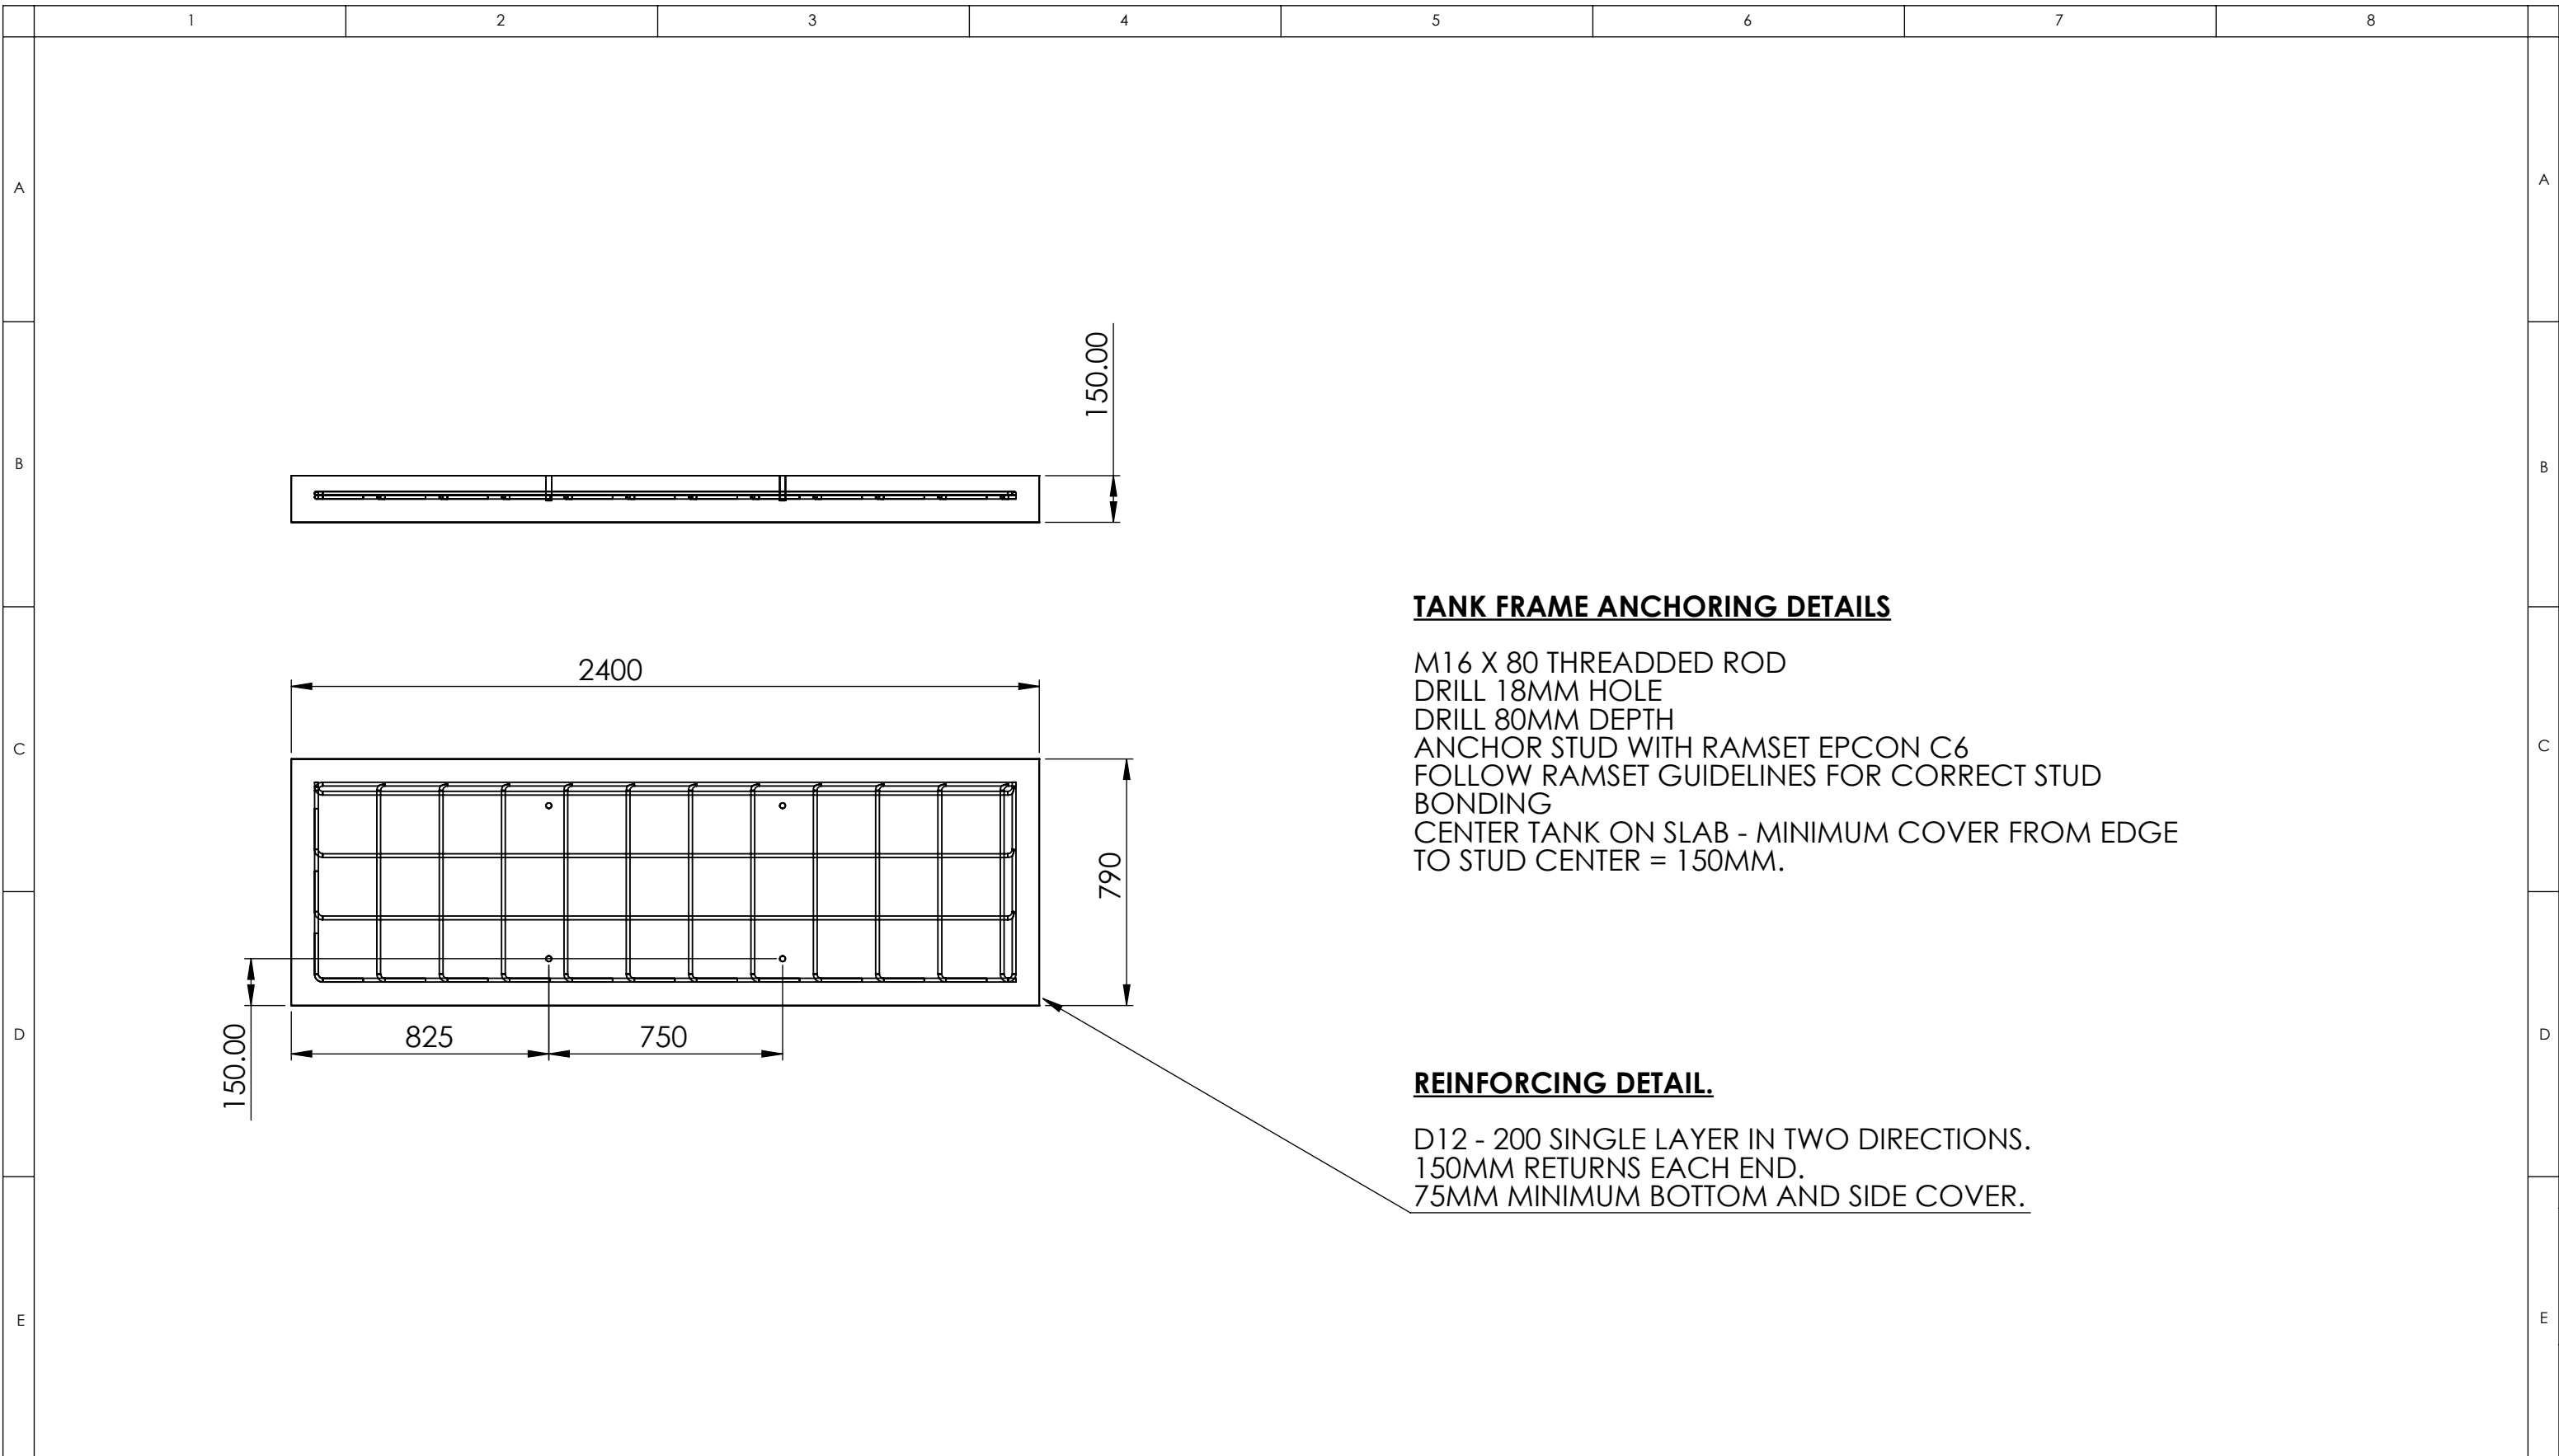 1 2 3 4 5 6 7 8
A A
150.00
B B
TANK FRAME ANCHORING DETAILS
2400
M16 X 80 THREADDED ROD
DRILL 18MM HOLE
DRILL 80MM DEPTH
C C
ANCHOR STUD WITH RAMSET EPCON C6
FOLLOW RAMSET GUIDELINES FOR CORRECT STUD
BONDING
CENTER TANK ON SLAB - MINIMUM COVER FROM EDGE
TO STUD CENTER = 150MM.
790
D D
825 750
150.00
REINFORCING DETAIL.
D12 - 200 SINGLE LAYER IN TWO DIRECTIONS.
150MM RETURNS EACH END.
75MM MINIMUM BOTTOM AND SIDE COVER.
E E